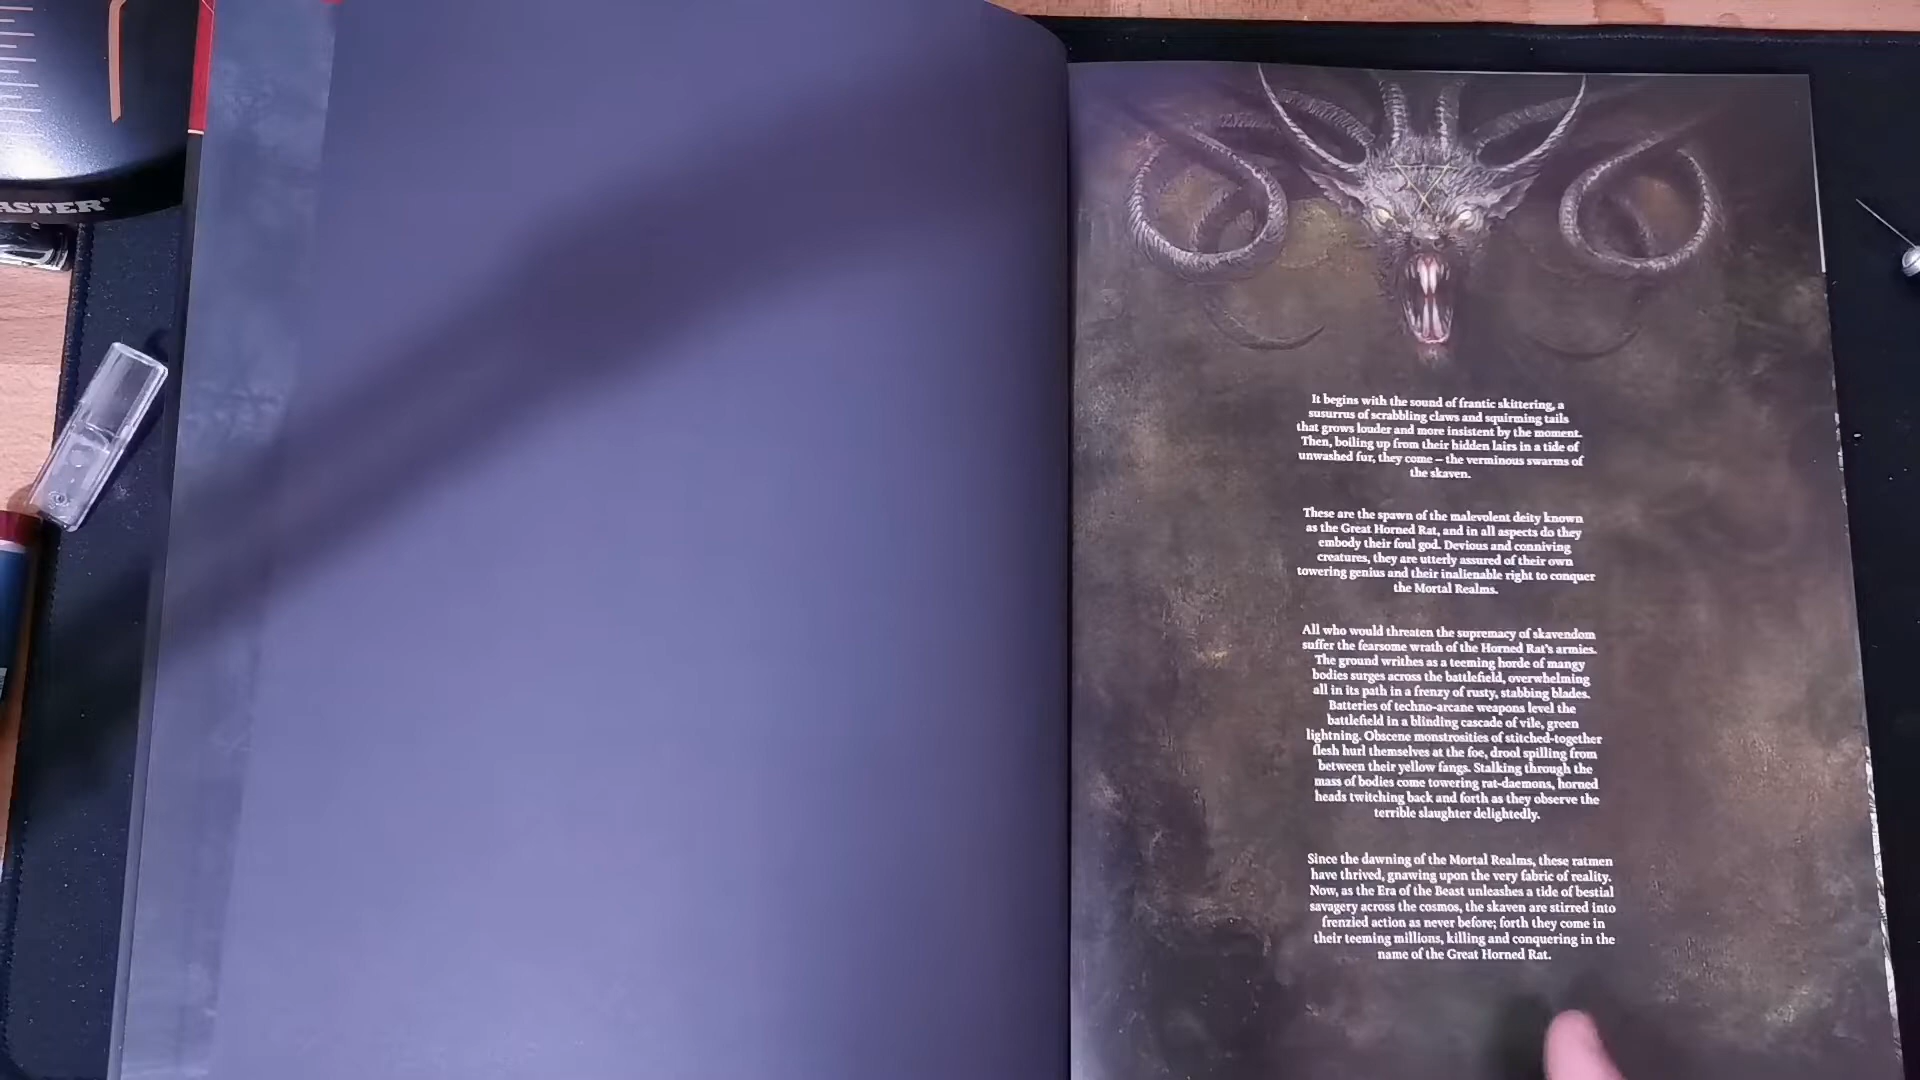 ASTER
It begins with the sound of frantic skittering, a
susurrus of scrabbling claws and squirming tails
that grows louder and more insistent by the moment.
Then, boiling up from their hidden lairs in a tide of
unwashed fur, they come – the verminous swarms of
the skaven.
These are the spawn of the malevolent deity known
as the Great Horned Rat, and in all aspects do they
embody their foul god. Devious and conniving
creatures, they are utterly assured of their own
towering genius and their inalienable right to conquer
the Mortal Realms.
All who would threaten the supremacy of skavendom
suffer the fearsome wrath of the Horned Rat's armies.
The ground writhes as a teeming horde of mangy
bodies surges across the battlefield, overwhelming
all in its path in a frenzy of rusty, stabbing blades.
Batteries of techno-arcane weapons level the
battlefield in a blinding cascade of vile, green
lightning. Obscene monstrosities of stitched-together
flesh hurl themselves at the foe, drool spilling from
between their yellow fangs. Stalking through the
mass of bodies come towering rat-daemons, horned
heads twitching back and forth as they observe the
terrible slaughter delightedly.
Since the dawning of the Mortal Realms, these ratmen
have thrived, gnawing upon the very fabric of reality.
Now, as the Era of the Beast unleashes a tide of bestial
savagery across the cosmos, the skaven are stirred into
frenzied action as never before; forth they come in
their teeming millions, killing and conquering in the
name of the Great Horned Rat.